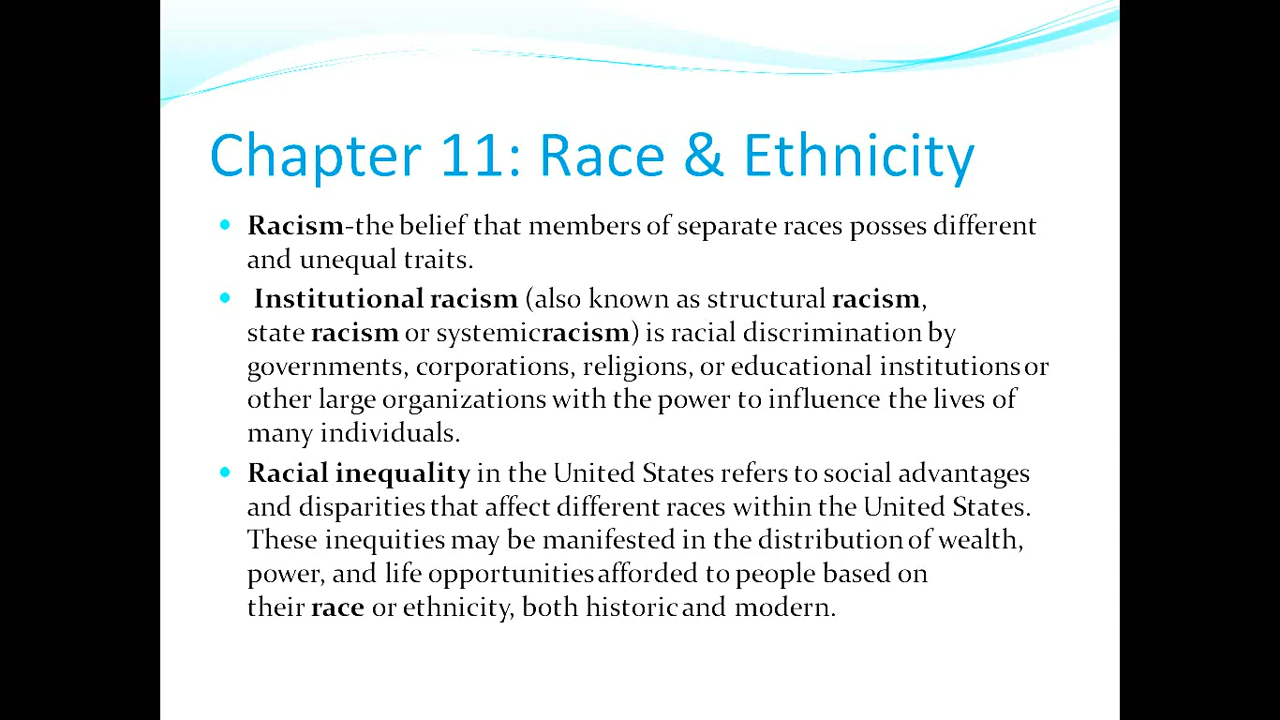 Chapter 11: Race & Ethnicity
Racism-the belief that members of separate races posses different
and unequal traits.
Institutional racism (also known as structural racism,
state racism or systemicracism) is racial discrimination by
governments, corporations, religions, or educational institutions or
other large organizations with the power to influence the lives of
many individuals.
Racial inequality in the United States refers to social advantages
and disparities that affect different races within the United States.
These inequities may be manifested in the distribution of wealth,
power, and life opportunities afforded to people based on
their race or ethnicity, both historic and modern.